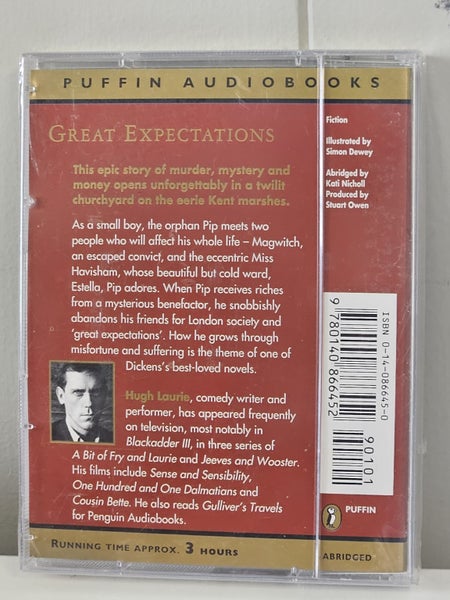 PUFFIN AUDIOBOOKS
GREAT EXPECTATIONS
This epic story of murder, mystery and
money opens unforgettably in a twilit
churchyard on the eerie Kent marshes.
As a small boy, the orphan Pip meets two
people who will affect his whole life – Magwitch,
an escaped convict, and the eccentric Miss
Havisham, whose beautiful but cold ward,
Estella, Pip adores. When Pip receives riches
from a mysterious benefactor, he snobbishly
abandons his friends for London society and
'great expectations'. How he grows through
misfortune and suffering is the theme of one of
Dickens's best-loved novels.
Hugh Laurie, comedy writer and
performer, has appeared frequently
on television, most notably in
Blackadder III, in three series of
A Bit of Fry and Laurie and Jeeves and Wooster.
His films include Sense and Sensibility,
One Hundred and One Dalmatians and
Cousin Bette. He also reads Gulliver's Travels
for Penguin Audiobooks.
RUNNING TIME APPROX. 3 HOURS
Fiction
Illustrated by
Simon Dewey
Abridged by
Kati Nicholl
Produced by
Stuart Owen
ISBN 0-14-086645-0
9 780140 866452
90101
PUFFIN
ABRIDGED